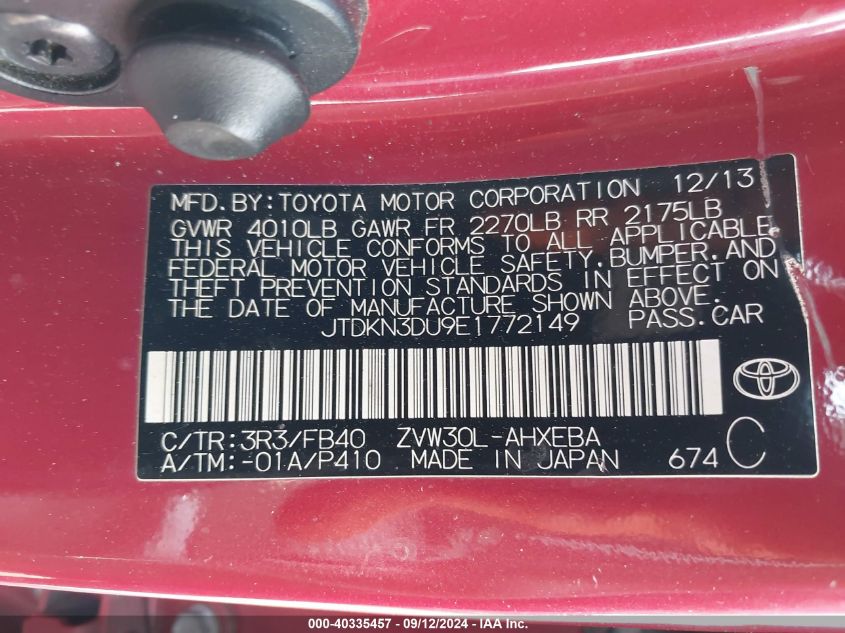 MFD.BY:TOYOTA MOTOR CORPORATION 12/13
GVWR 4010LB GAWR FR 2270LB RR 2175LB
THIS VEHICLE CONFORMS TO ALL APPLICABLE
FEDERAL MOTOR VEHICLE SAFETY,BUMPER,AND
THEFT PREVENTION STANDARDS IN EFFECT ON
THE DATE OF MANUFACTURE SHOWN ABOVE.
JTDKN3DU9E1772149 PASS.CAR
C/TR:3R3/FB40 ZVW30L-AHXEBA
A/TM:-01A/P410 MADE IN JAPAN 674 C
000-40335457 - 09/12/2024 - IAA Inc.